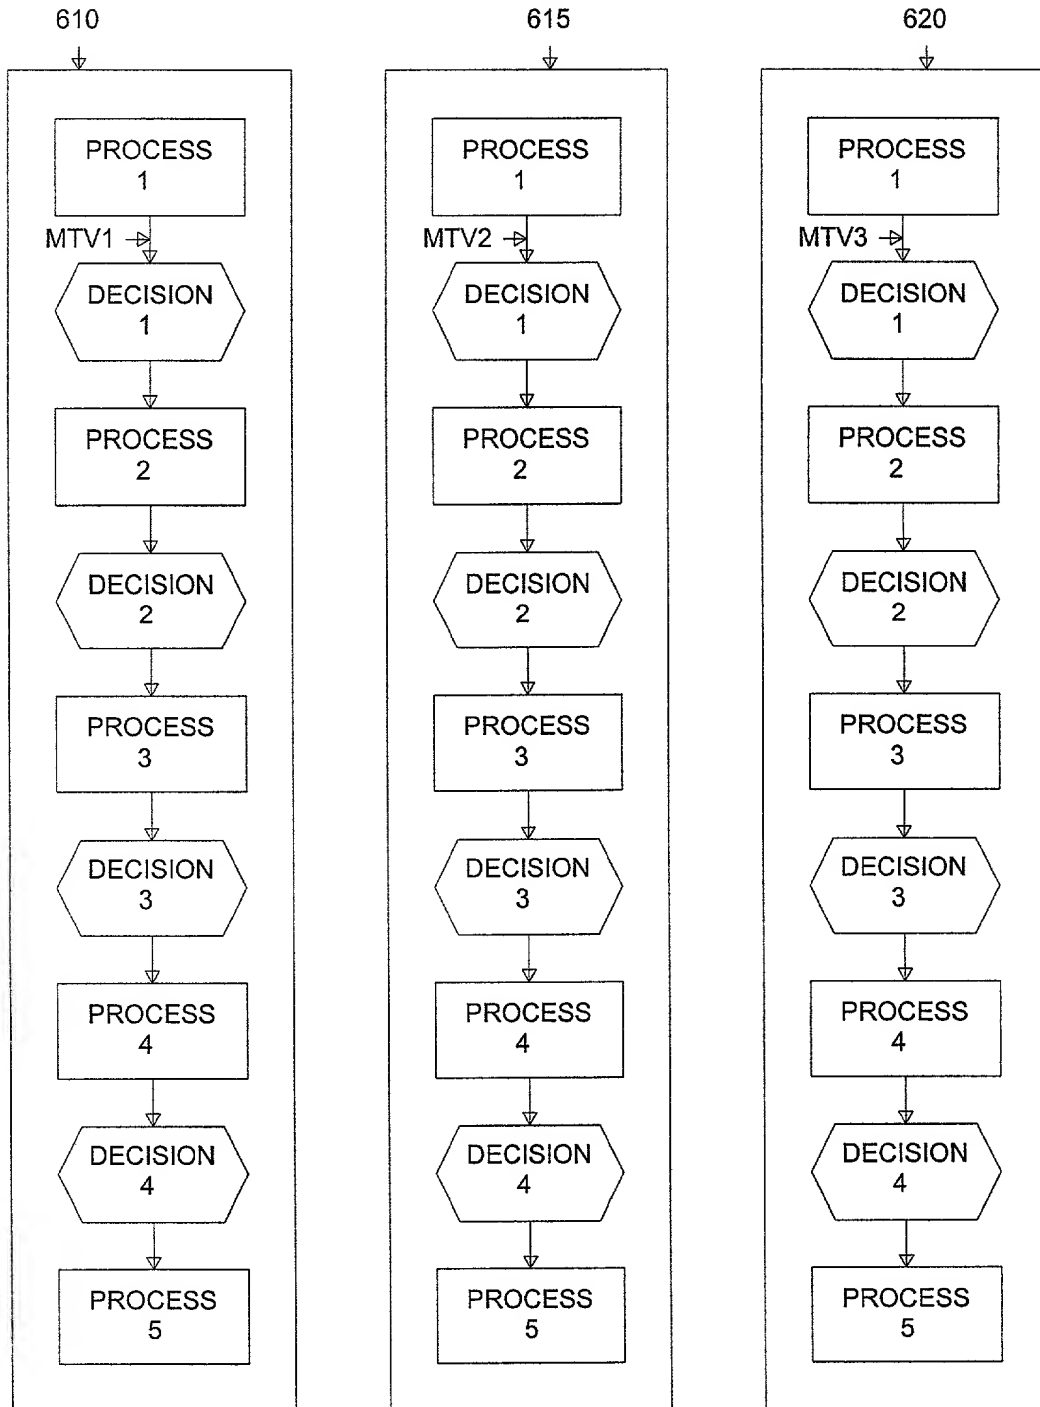 610
PROCESS
1
MTV1
DECISION
1
PROCESS
2
DECISION
2
PROCESS
3
DECISION
3
PROCESS
4
DECISION
4
PROCESS
5
615
PROCESS
1
MTV2
DECISION
1
PROCESS
2
DECISION
2
PROCESS
3
DECISION
3
PROCESS
4
DECISION
4
PROCESS
5
620
PROCESS
1
MTV3
DECISION
1
PROCESS
2
DECISION
2
PROCESS
3
DECISION
3
PROCESS
4
DECISION
4
PROCESS
5